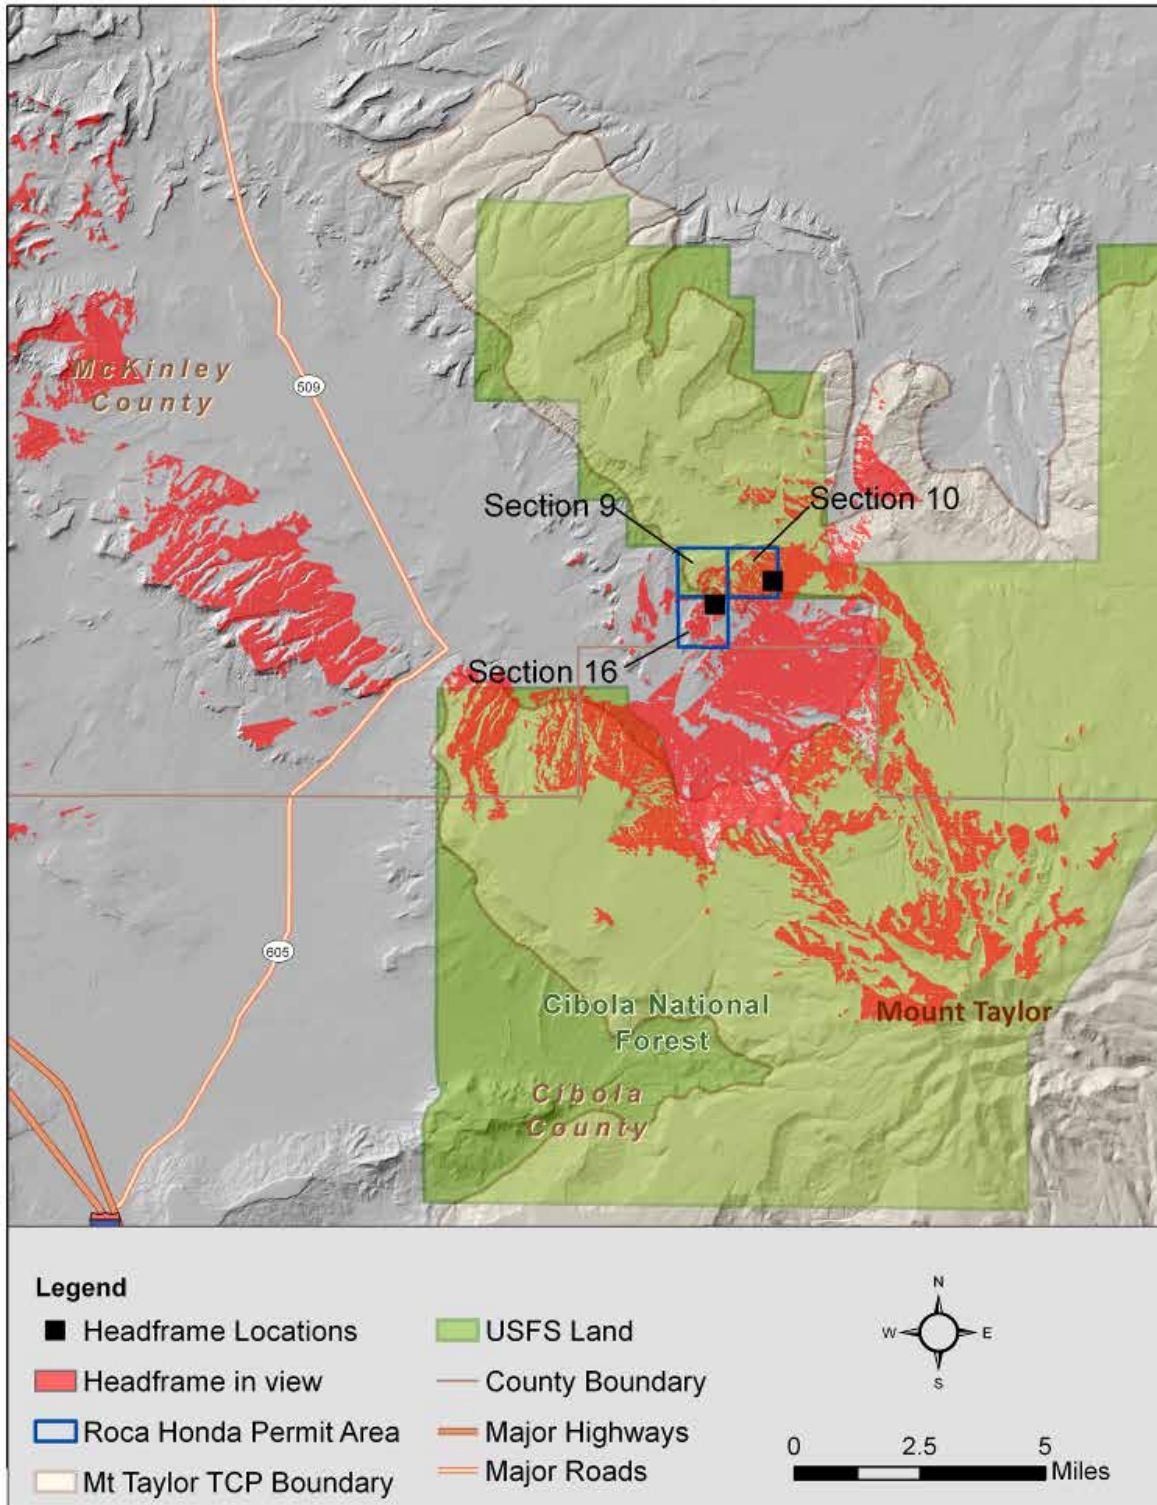 McKinley
County
509
Section 9
Section 10
Section 16
605
Cibola National
Forest
Mount Taylor
Cibola
County
Legend
Headframe Locations
Headframe in view
Roca Honda Permit Area
Mt Taylor TCP Boundary
USFS Land
County Boundary
Major Highways
Major Roads
N
W E
S
0 2.5 5
Miles